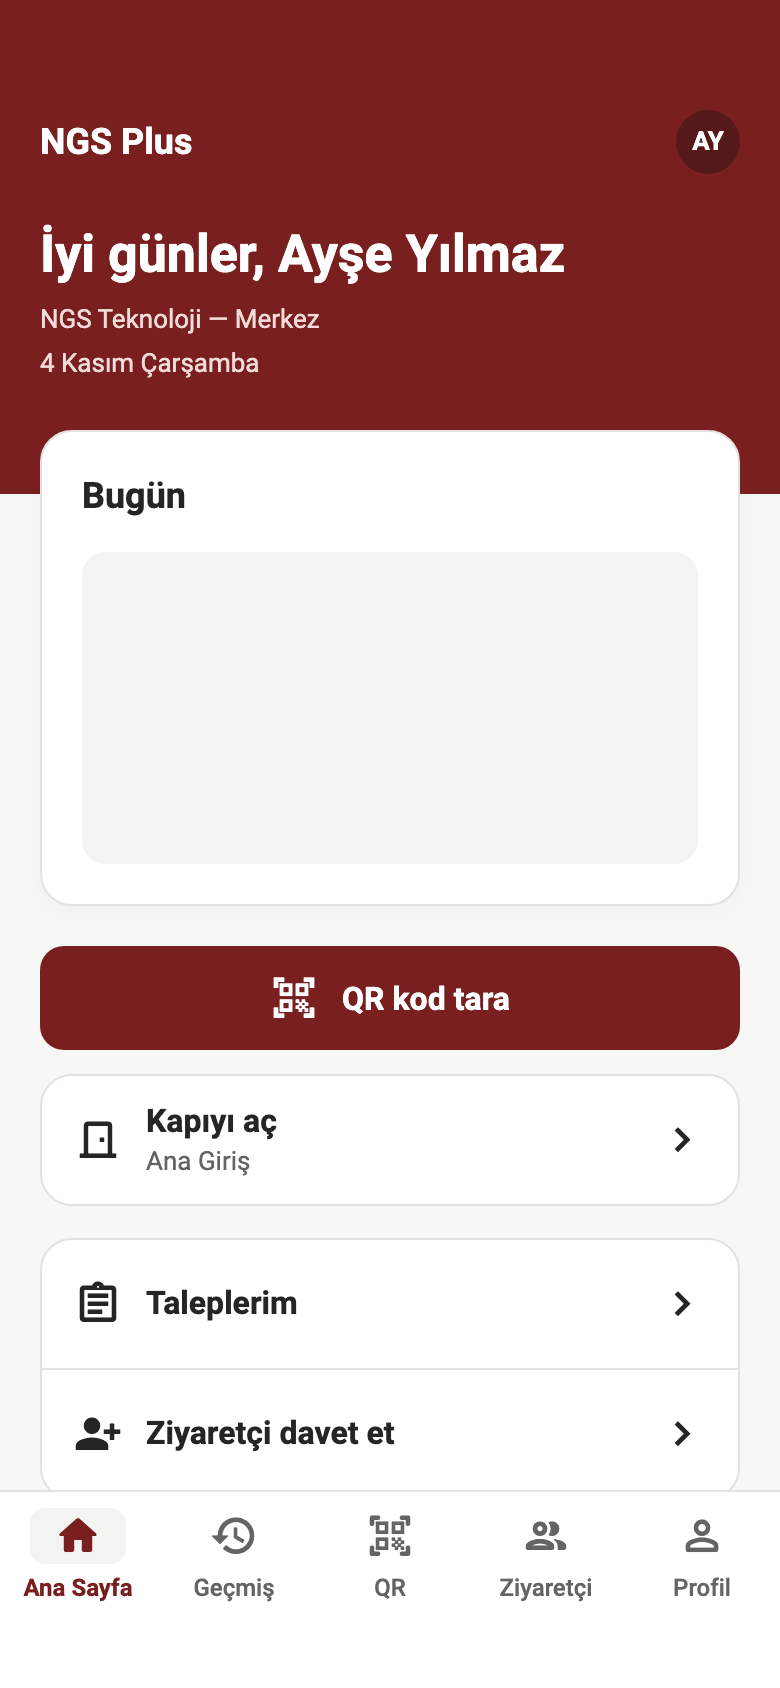 NGS Plus
AY
İyi günler, Ayşe Yılmaz
NGS Teknoloji — Merkez
4 Kasım Çarşamba
Bugün
QR kod tara
Kapıyı aç
Ana Giriş
Taleplerim
Ziyaretçi davet et
Ana Sayfa
Geçmiş
QR
Ziyaretçi
Profil